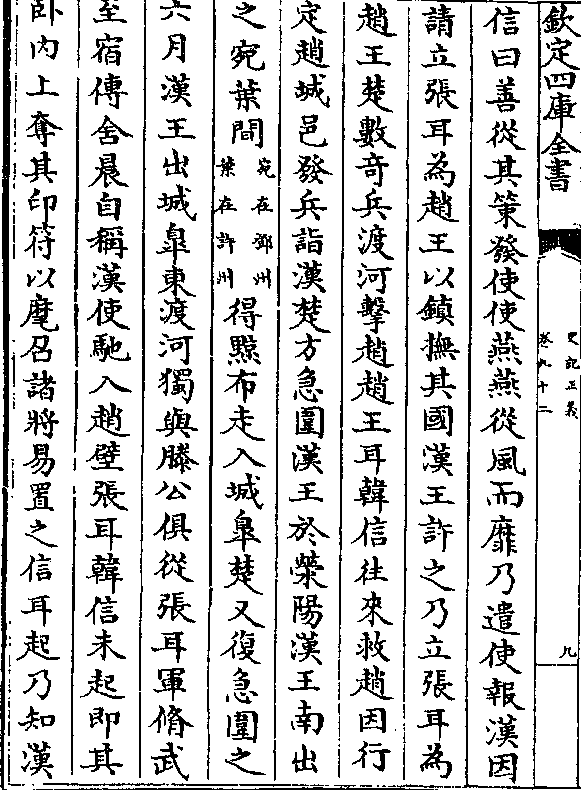 欽定四庫全書
史記正義
卷九十二
九
信曰善從其策發使使燕燕從風而靡乃遣使報漢因
請立張耳為趙王以鎮撫其國漢王許之乃立張耳為
趙王楚數奇兵渡河擊趙趙王耳韓信往來救趙因行
定趙城邑發兵詣漢楚方急圍漢王於滎陽漢王南出
之宛葉間宛在鄧州葉在許州得黥布走入城臯楚又復急圍之
六月漢王出城臯東渡河獨與滕公俱從張耳軍脩武
至宿傳舍晨自稱漢使馳入趙壁張耳韓信未起即其
卧内上奪其印符以麾召諸將易置之信耳起乃知漢